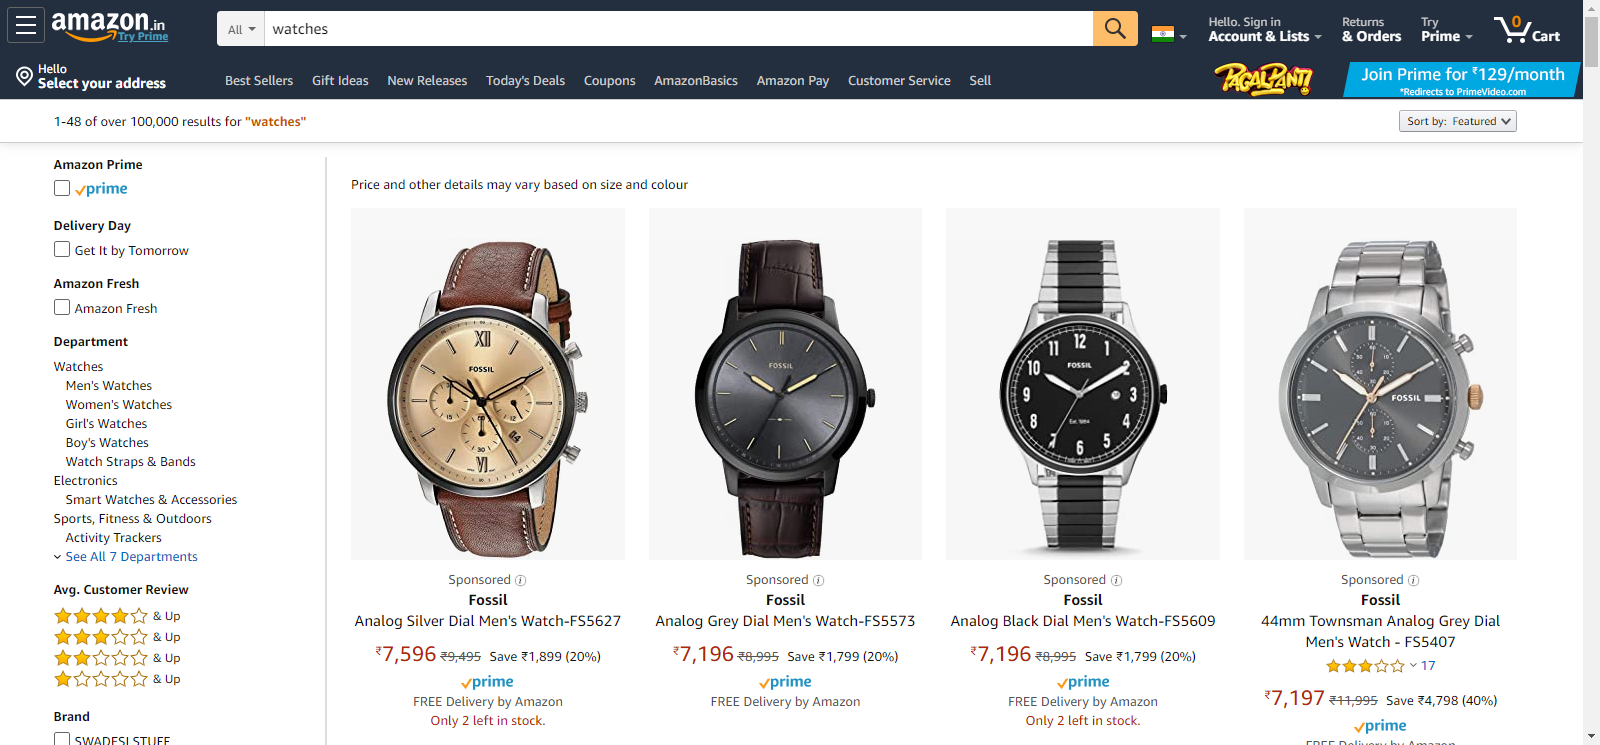 amazon.in
Try Prime
All
watches
Hello. Sign in
Account & Lists
Returns
& Orders
Try
Prime
0
Cart
Hello
Select your address
Best Sellers
Gift Ideas
New Releases
Today's Deals
Coupons
AmazonBasics
Amazon Pay
Customer Service
Sell
PAGALPANTI
Join Prime for ₹129/month
*Redirects to PrimeVideo.com
1-48 of over 100,000 results for "watches"
Sort by: Featured
Amazon Prime
prime
Delivery Day
Get It by Tomorrow
Amazon Fresh
Amazon Fresh
Department
Watches
Men's Watches
Women's Watches
Girl's Watches
Boy's Watches
Watch Straps & Bands
Electronics
Smart Watches & Accessories
Sports, Fitness & Outdoors
Activity Trackers
See All 7 Departments
Avg. Customer Review
& Up
& Up
& Up
& Up
Brand
SWADESI STUFF
Price and other details may vary based on size and colour
FOSSIL
Sponsored
Fossil
Analog Silver Dial Men's Watch-FS5627
₹7,596 ₹9,495 Save ₹1,899 (20%)
prime
FREE Delivery by Amazon
Only 2 left in stock.
FOSSIL
Sponsored
Fossil
Analog Grey Dial Men's Watch-FS5573
₹7,196 ₹8,995 Save ₹1,799 (20%)
prime
FREE Delivery by Amazon
FOSSIL
Sponsored
Fossil
Analog Black Dial Men's Watch-FS5609
₹7,196 ₹8,995 Save ₹1,799 (20%)
prime
FREE Delivery by Amazon
Only 2 left in stock.
FOSSIL
Sponsored
Fossil
44mm Townsman Analog Grey Dial
Men's Watch - FS5407
17
₹7,197 ₹11,995 Save ₹4,798 (40%)
prime
FREE Delivery by Amazon